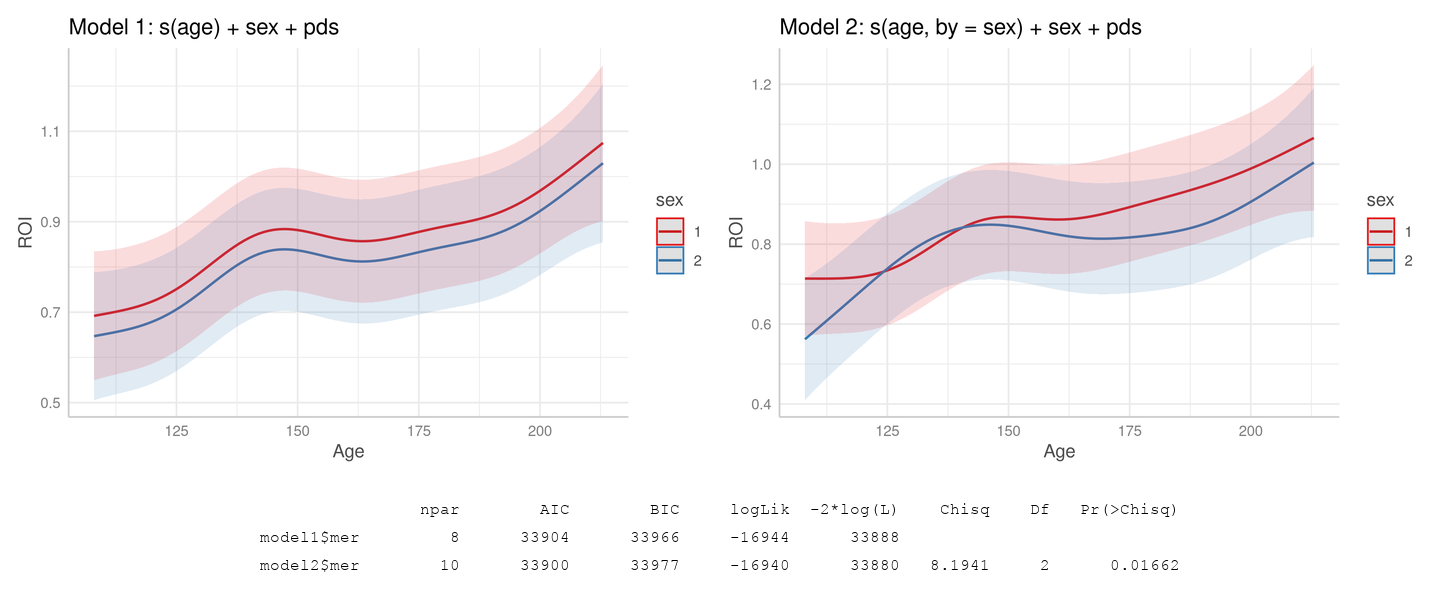 Model 1: s(age) + sex + pds
1.1
0.9
0.7
0.5
ROI
125 150 175 200
Age
sex
1
2
Model 2: s(age, by = sex) + sex + pds
1.2
1.0
0.8
0.6
0.4
ROI
125 150 175 200
Age
sex
1
2
npar AIC BIC logLik -2*log(L) Chisq Df Pr(>Chisq)
model1$mer 8 33904 33966 -16944 33888
model2$mer 10 33900 33977 -16940 33880 8.1941 2 0.01662